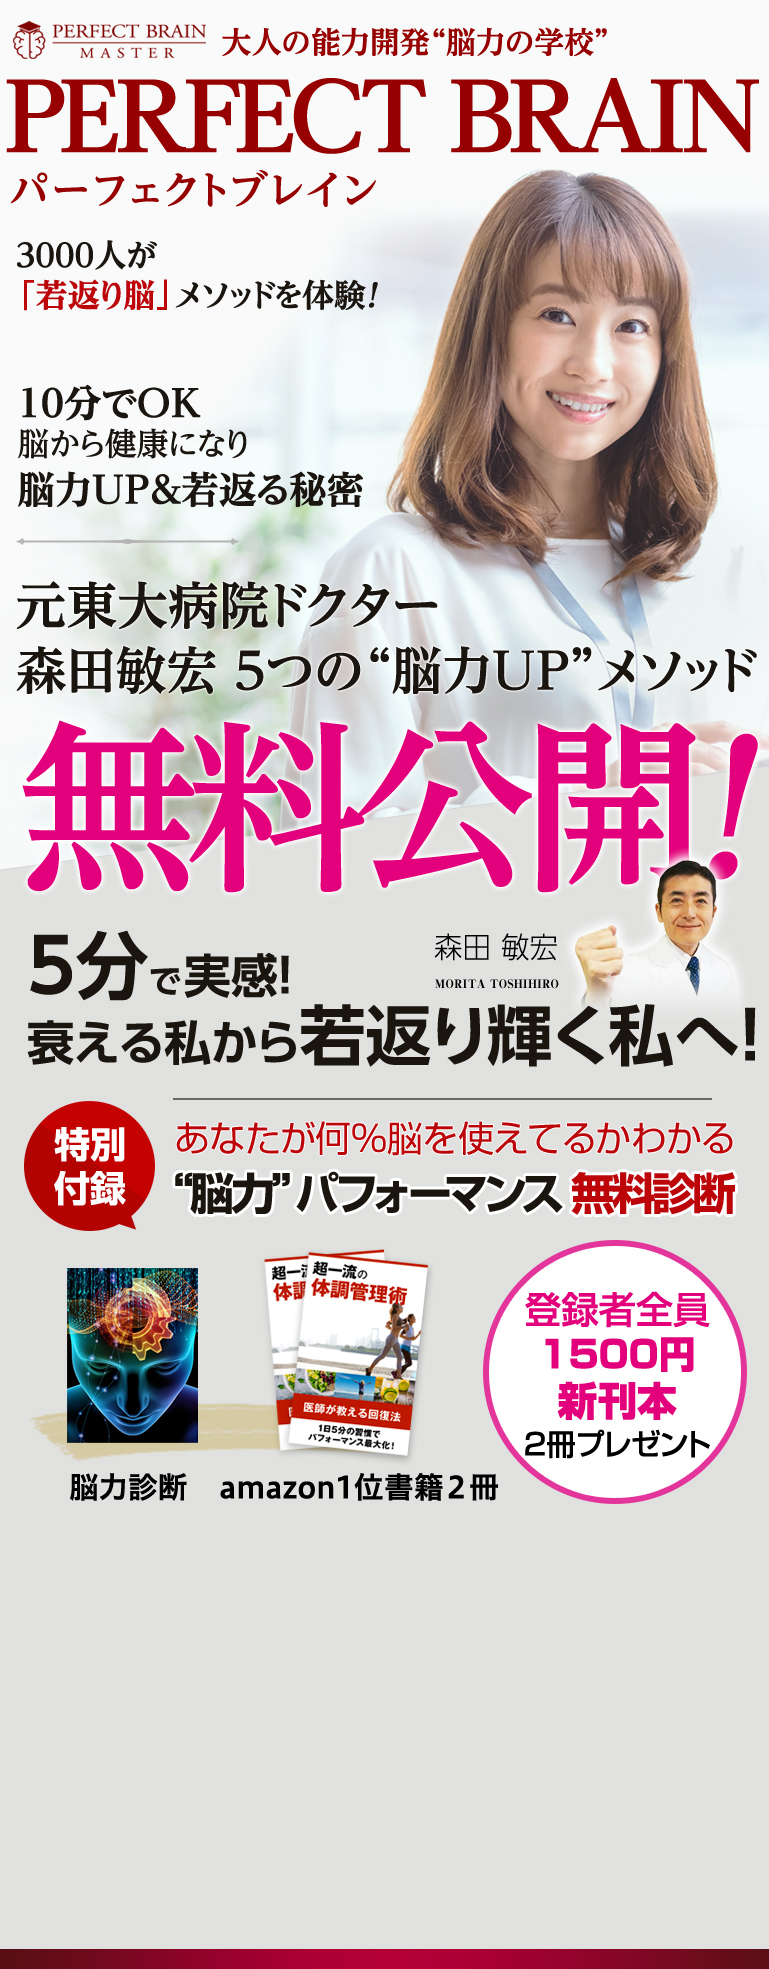 PERFECT BRAIN
MASTER
大人の能力開発“脳力の学校”
PERFECT BRAIN
パーフェクトブレイン
3000人が
「若返り脳」メソッドを体験!
10分でOK
脳から健康になり
脳力UP&若返る秘密
元東大病院ドクター
森田敏宏 5つの“脳力UP”メソッド
無料公開!
5分で実感!
森田 敏宏
MORITA TOSHIHIRO
衰える私から若返り輝く私へ!
特別
付録
あなたが何%脳を使えてるかわかる
“脳力”パフォーマンス 無料診断
超一流の
体調管理術
医師が教える回復法
1日5分の習慣で
パフォーマンス最大化!
登録者全員
1500円
新刊本
2冊プレゼント
脳力診断
amazon1位書籍2冊